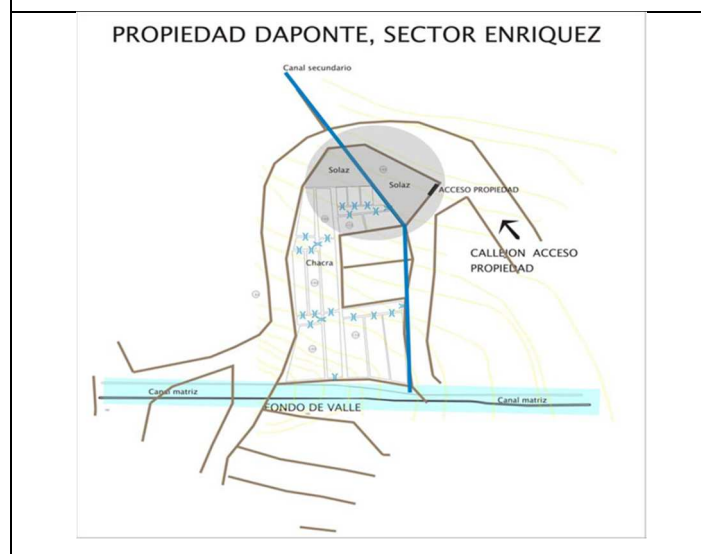 PROPIEDAD DAPONTE, SECTOR ENRIQUEZ
Canal secundario
Solaz
Solaz
ACCESO PROPIEDAD
CALLEJON ACCESO
PROPIEDAD
Chacra
Canal matriz
Canal matriz
FONDO DE VALLE